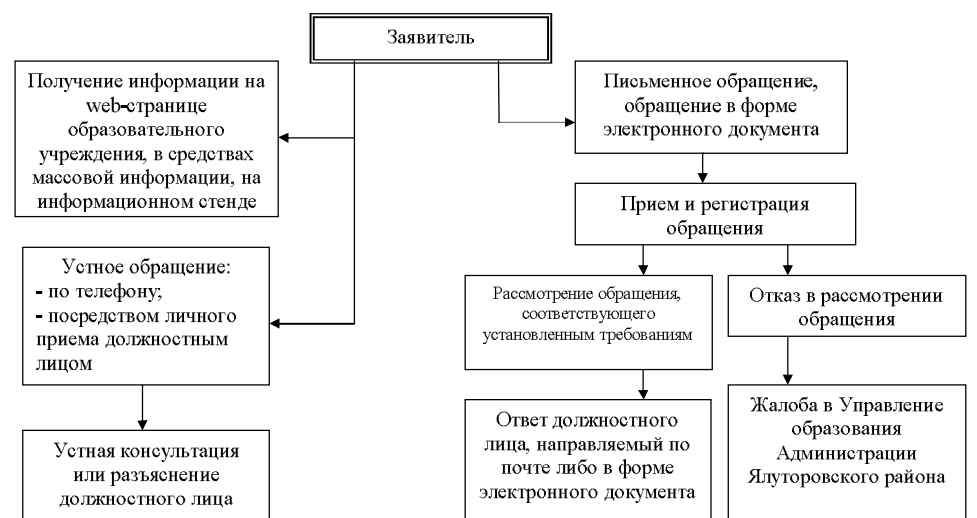 Заявитель
Получение информации на
web-странице
образовательного
учреждения, в средствах
массовой информации, на
информационном стенде
Письменное обращение,
обращение в форме
электронного документа
Прием и регистрация
обращения
Устное обращение:
- по телефону;
- посредством личного
приема должностным
лицом
Рассмотрение обращения,
соответствующего
установленным требованиям
Отказ в рассмотрении
обращения
Устная консультация
или разъяснение
должностного лица
Ответ должностного
лица, направляемый по
почте либо в форме
электронного документа
Жалоба в Управление
образования
Администрации
Ялуторовского района